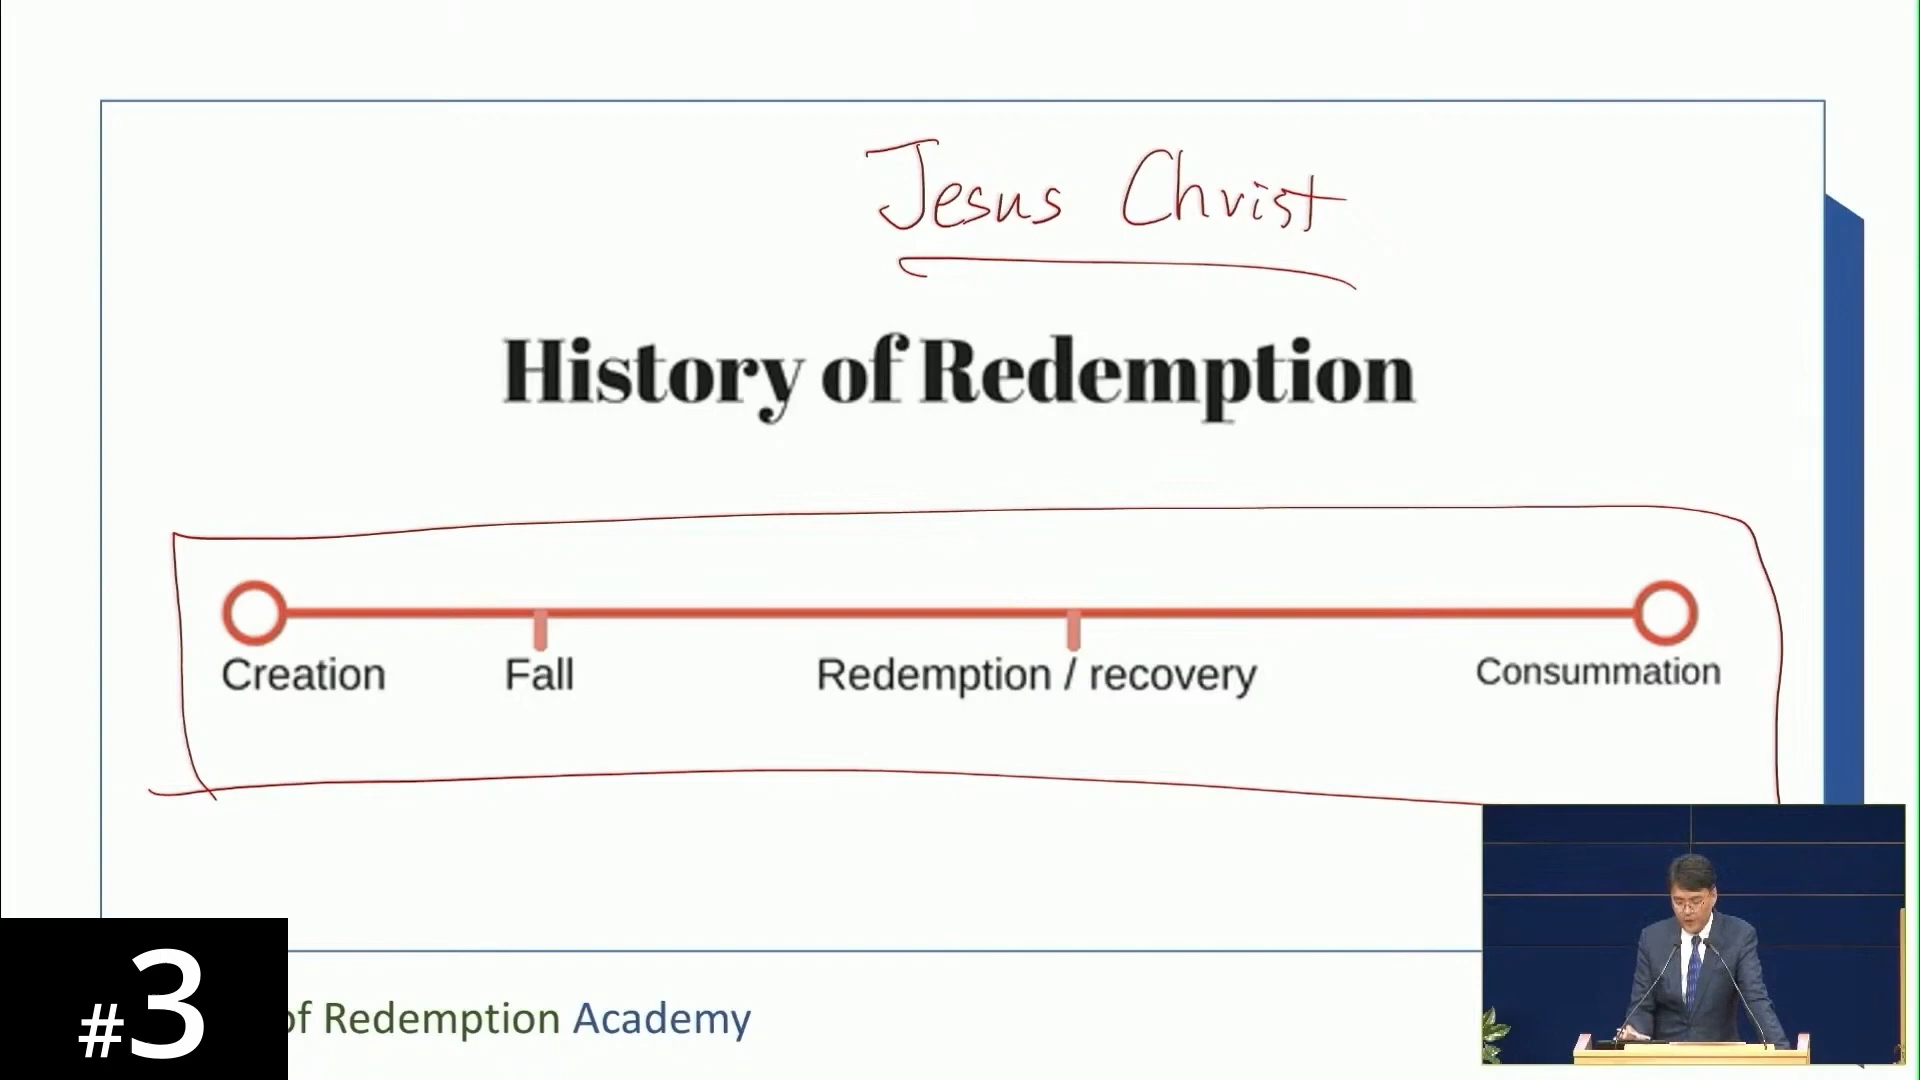 Jesus Christ
History of Redemption
Creation Fall Redemption / recovery Consummation
#3 of Redemption Academy